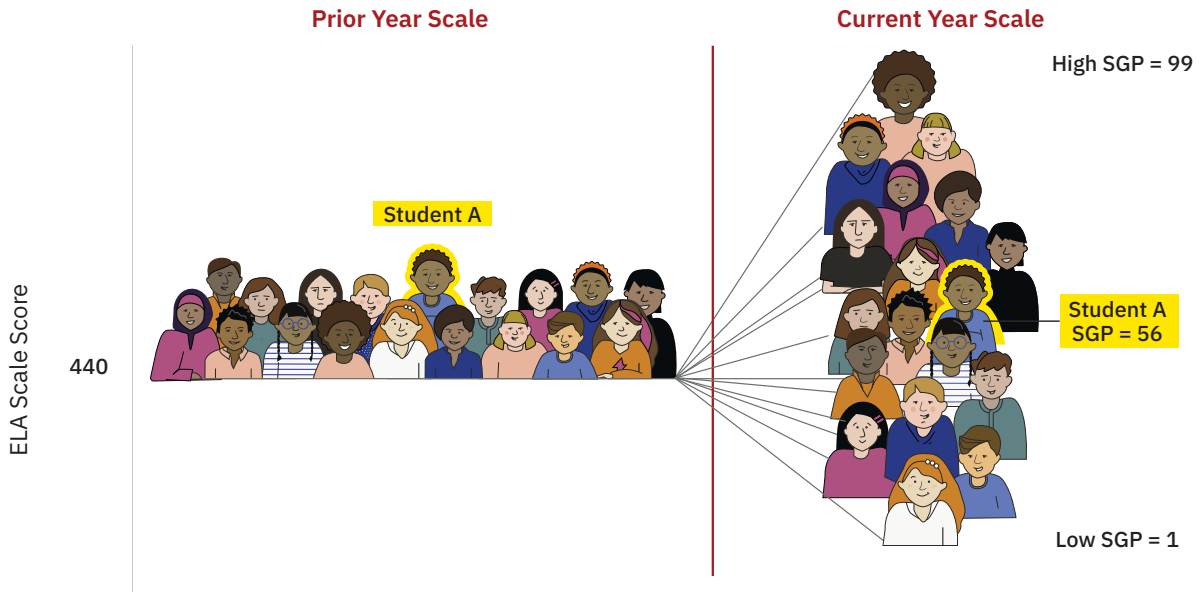 Prior Year Scale
Current Year Scale
High SGP = 99
Student A
Student A
SGP = 56
ELA Scale Score
440
Low SGP = 1